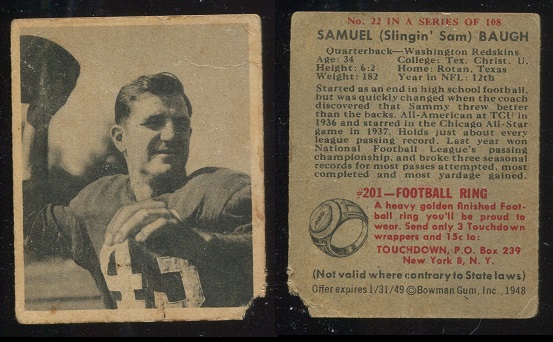 45
No. 22 IN A SERIES OF 108
SAMUEL (Slingin' Sam) BAUGH
Quarterback—Washington Redskins
Age: 34 College: Tex. Christ. U.
Height: 6:2 Home: Rotan, Texas
Weight: 182 Year in NFL: 12th
Started as an end in high school football,
but was quickly changed when the coach
discovered that Sammy threw better
than the backs. All-American at TCU in
1936 and starred in the Chicago All-Star
game in 1937. Holds just about every
league passing record. Last year won
National Football League's passing
championship, and broke three seasonal
records for most passes attempted, most
completed and most yardage gained.
#201—FOOTBALL RING
A heavy golden finished Foot-
ball ring you'll be proud to
wear. Send only 3 Touchdown
wrappers and 15c to:
TOUCHDOWN, P.O. Box 239
New York 8, N. Y.
(Not valid where contrary to State laws)
Offer expires 1/31/49 ©Bowman Gum, Inc., 1948